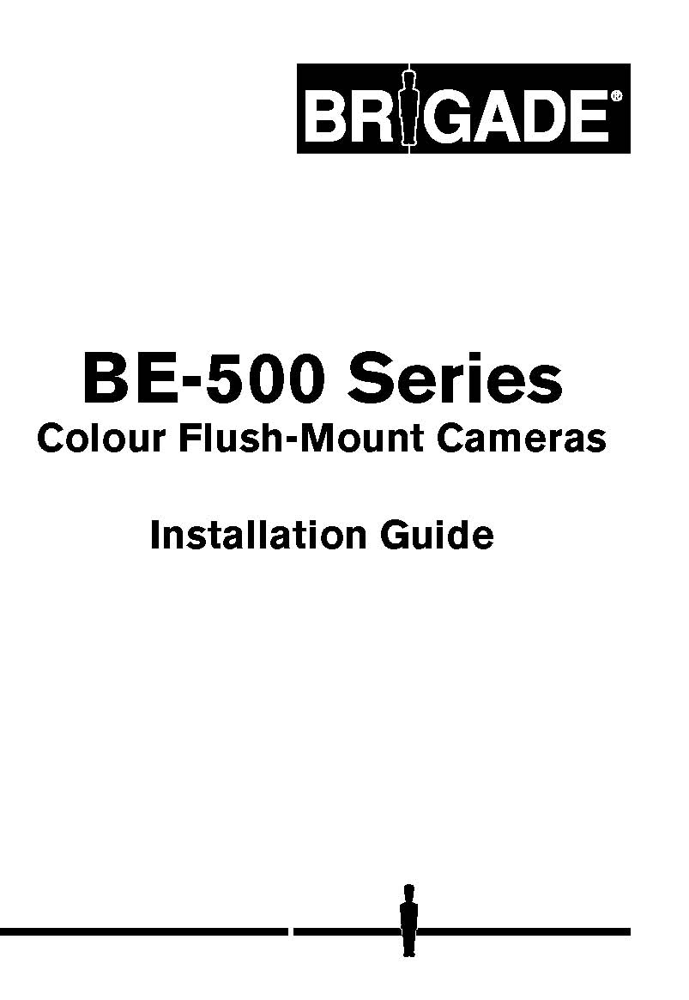 BRIGADE®
BE-500 Series
Colour Flush-Mount Cameras
Installation Guide